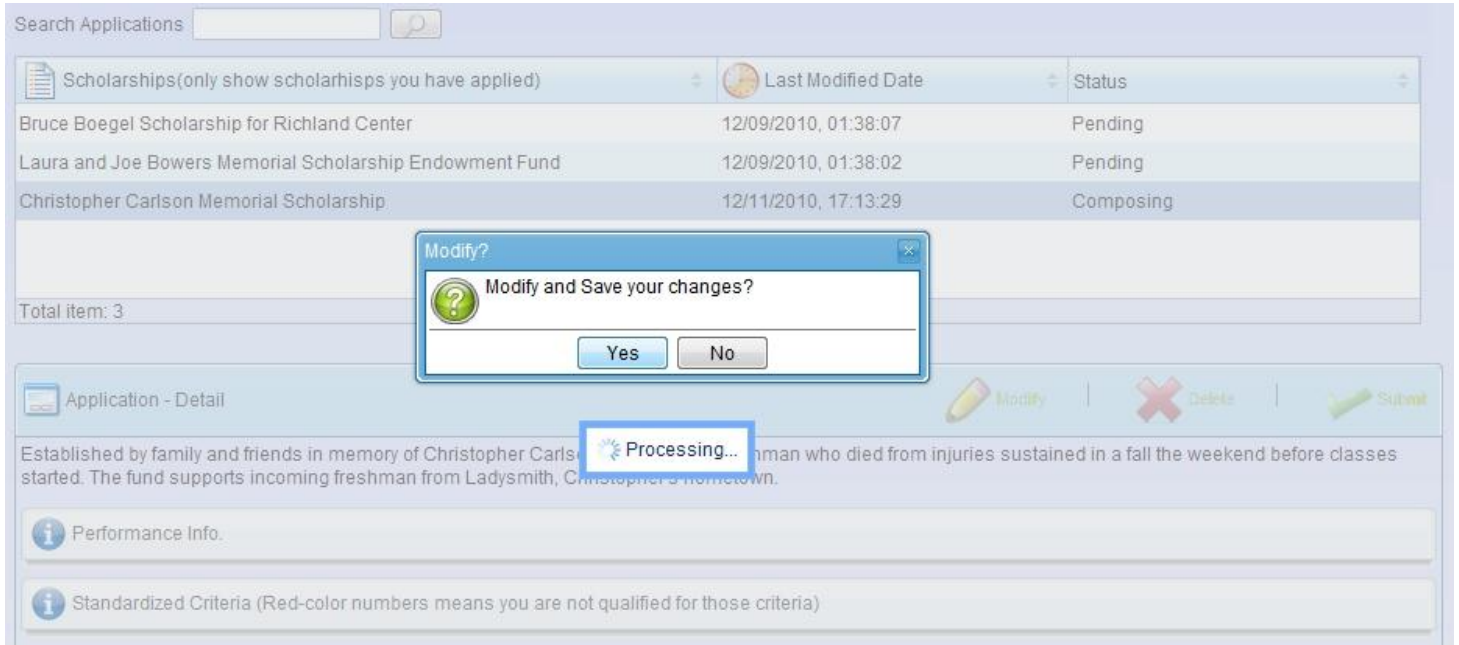 Search Applications
Scholarships(only show scholarhisps you have applied) Last Modified Date Status
Bruce Boegel Scholarship for Richland Center 12/09/2010, 01:38:07 Pending
Laura and Joe Bowers Memorial Scholarship Endowment Fund 12/09/2010, 01:38:02 Pending
Christopher Carlson Memorial Scholarship 12/11/2010, 17:13:29 Composing
Modify?
Modify and Save your changes?
Total item: 3
Yes No
Application - Detail Modify | Delete | Submit
Processing...
Established by family and friends in memory of Christopher Carls hman who died from injuries sustained in a fall the weekend before classes
started. The fund supports incoming freshman from Ladysmith, Christopher's hometown.
Performance Info.
Standardized Criteria (Red-color numbers means you are not qualified for those criteria)